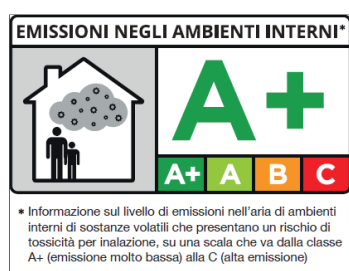 EMISSIONI NEGLI AMBIENTI INTERNI*
A+
A+ A B C
* Informazione sul livello di emissioni nell'aria di ambienti
interni di sostanze volatili che presentano un rischio di
tossicità per inalazione, su una scala che va dalla classe
A+ (emissione molto bassa) alla C (alta emissione)